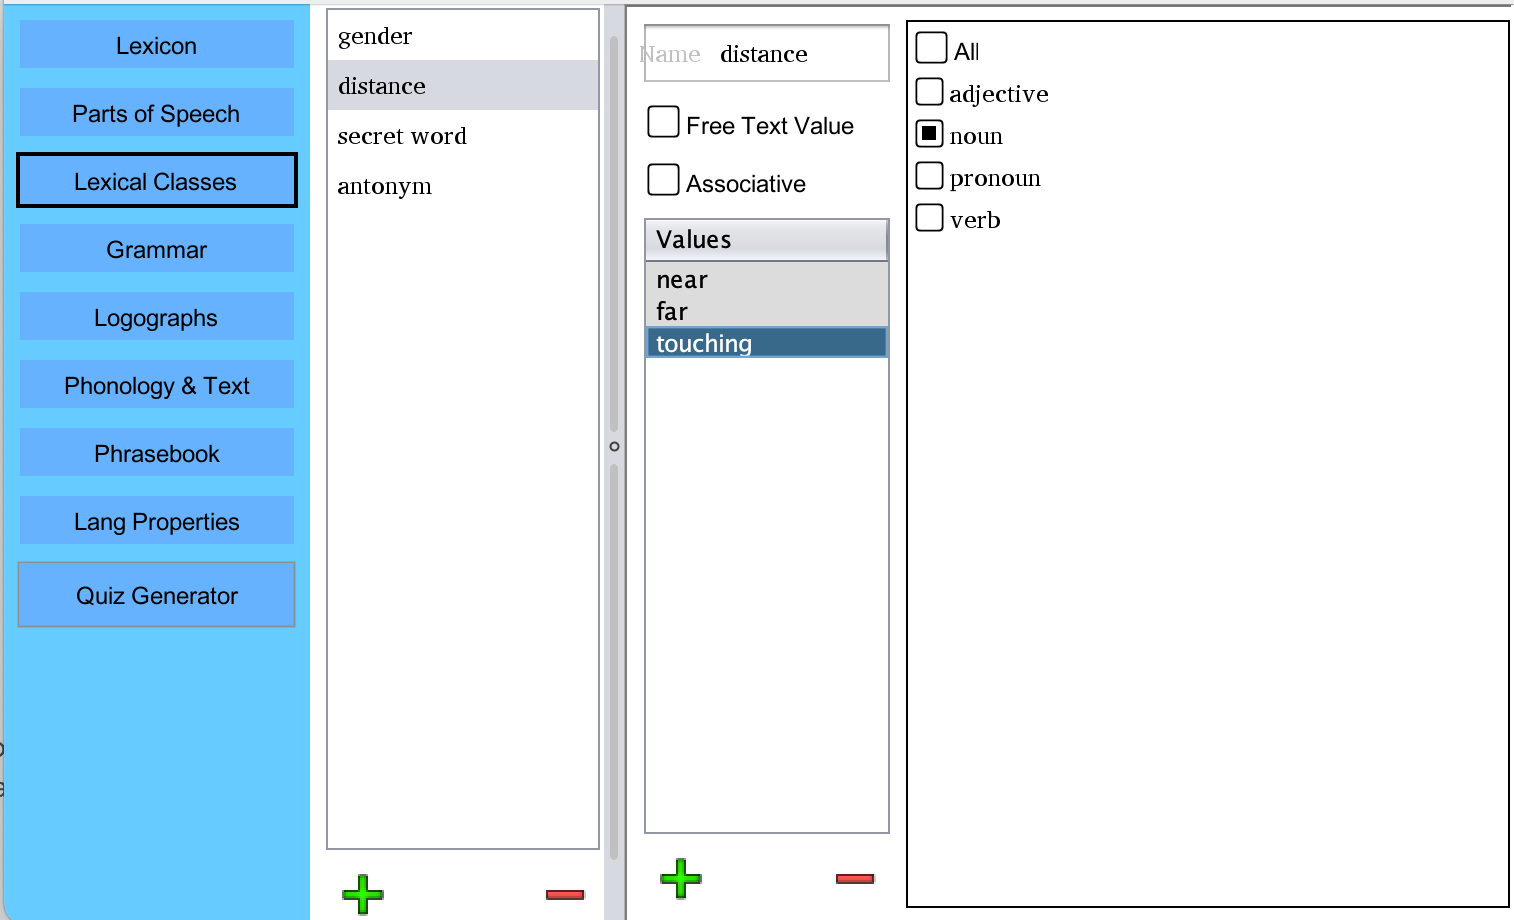 Lexicon
Parts of Speech
Lexical Classes
Grammar
Logographs
Phonology & Text
Phrasebook
Lang Properties
Quiz Generator
gender
distance
secret word
antonym
Name distance
Free Text Value
Associative
Values
near
far
touching
All
adjective
noun
pronoun
verb